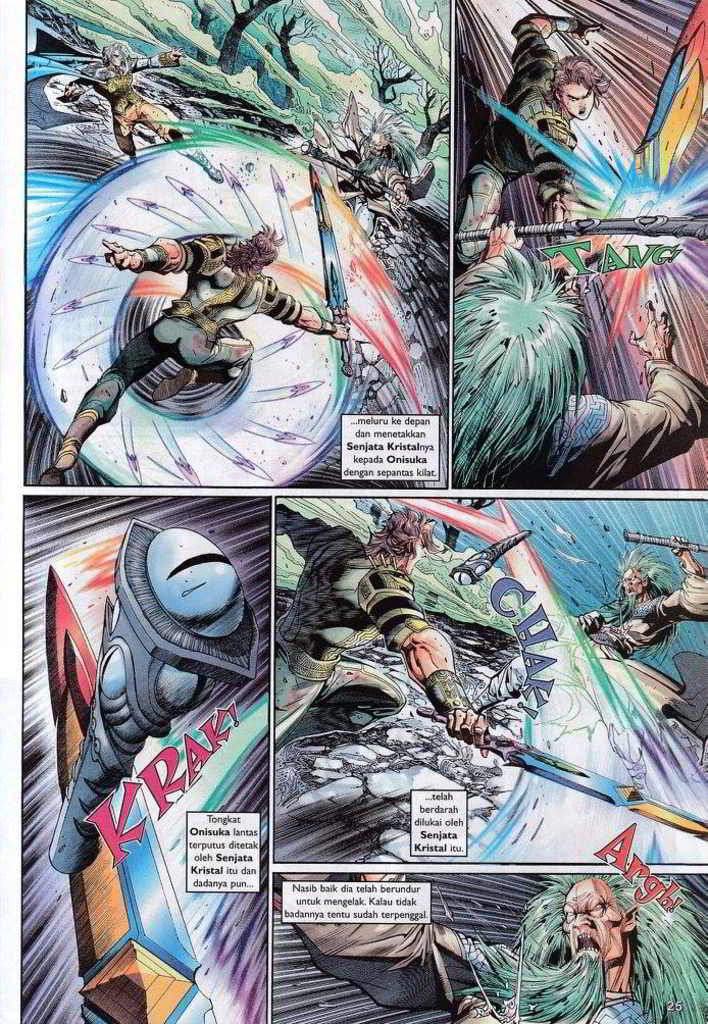 ...meluru ke depan
dan menetakkan
Senjata Kristalnya
kepada Onisuka
dengan sepantas kilat.
TANG!
KRAK!
Tongkat
Onisuka lantas
terputus ditetak
oleh Senjata
Kristal itu dan
dadanya pun...
CHAK!
...telah
berdarah
dilukai oleh
Senjata
Kristal itu.
Nasib baik dia telah berundur
untuk mengelak. Kalau tidak
badannya tentu sudah terpenggal.
Argh!
25